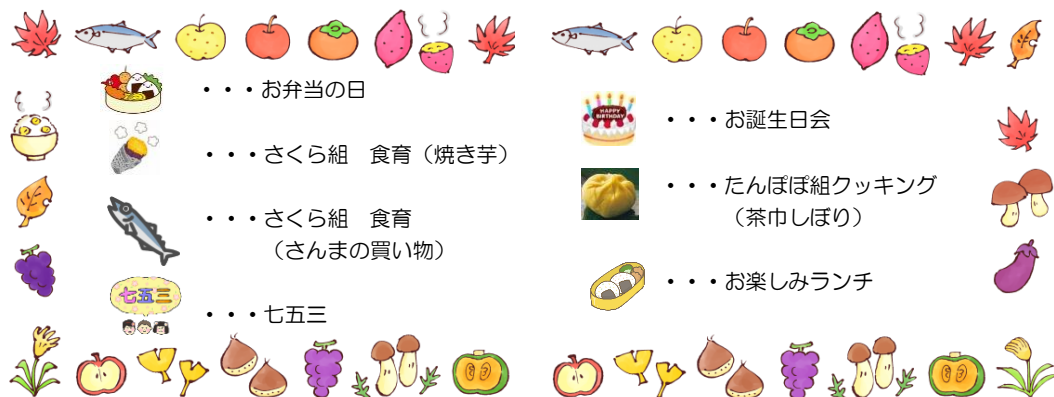 ・・・お弁当の日
・・・さくら組　食育（焼き芋）
・・・さくら組　食育
（さんまの買い物）
七五三
・・・七五三
HAPPY
BIRTHDAY
・・・お誕生日会
・・・たんぽぽ組クッキング
（茶巾しぼり）
・・・お楽しみランチ